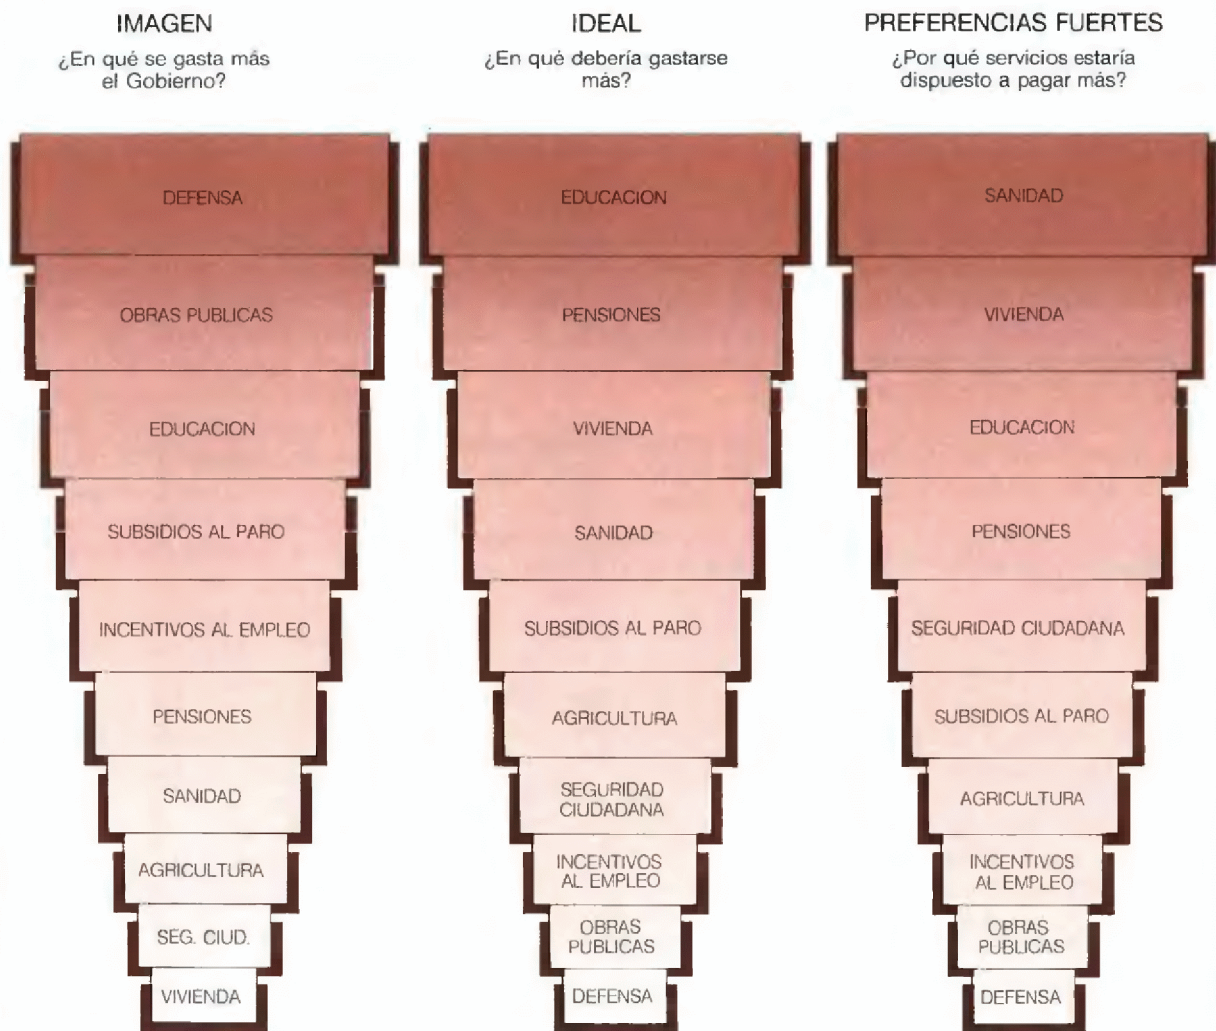 IMAGEN
¿En qué se gasta más
el Gobierno?
DEFENSA
OBRAS PUBLICAS
EDUCACION
SUBSIDIOS AL PARO
INCENTIVOS AL EMPLEO
PENSIONES
SANIDAD
AGRICULTURA
SEG. CIUD.
VIVIENDA
IDEAL
¿En qué debería gastarse
más?
EDUCACION
PENSIONES
VIVIENDA
SANIDAD
SUBSIDIOS AL PARO
AGRICULTURA
SEGURIDAD
CIUDADANA
INCENTIVOS
AL EMPLEO
OBRAS
PUBLICAS
DEFENSA
PREFERENCIAS FUERTES
¿Por qué servicios estaría
dispuesto a pagar más?
SANIDAD
VIVIENDA
EDUCACION
PENSIONES
SEGURIDAD CIUDADANA
SUBSIDIOS AL PARO
AGRICULTURA
INCENTIVOS
AL EMPLEO
OBRAS
PUBLICAS
DEFENSA